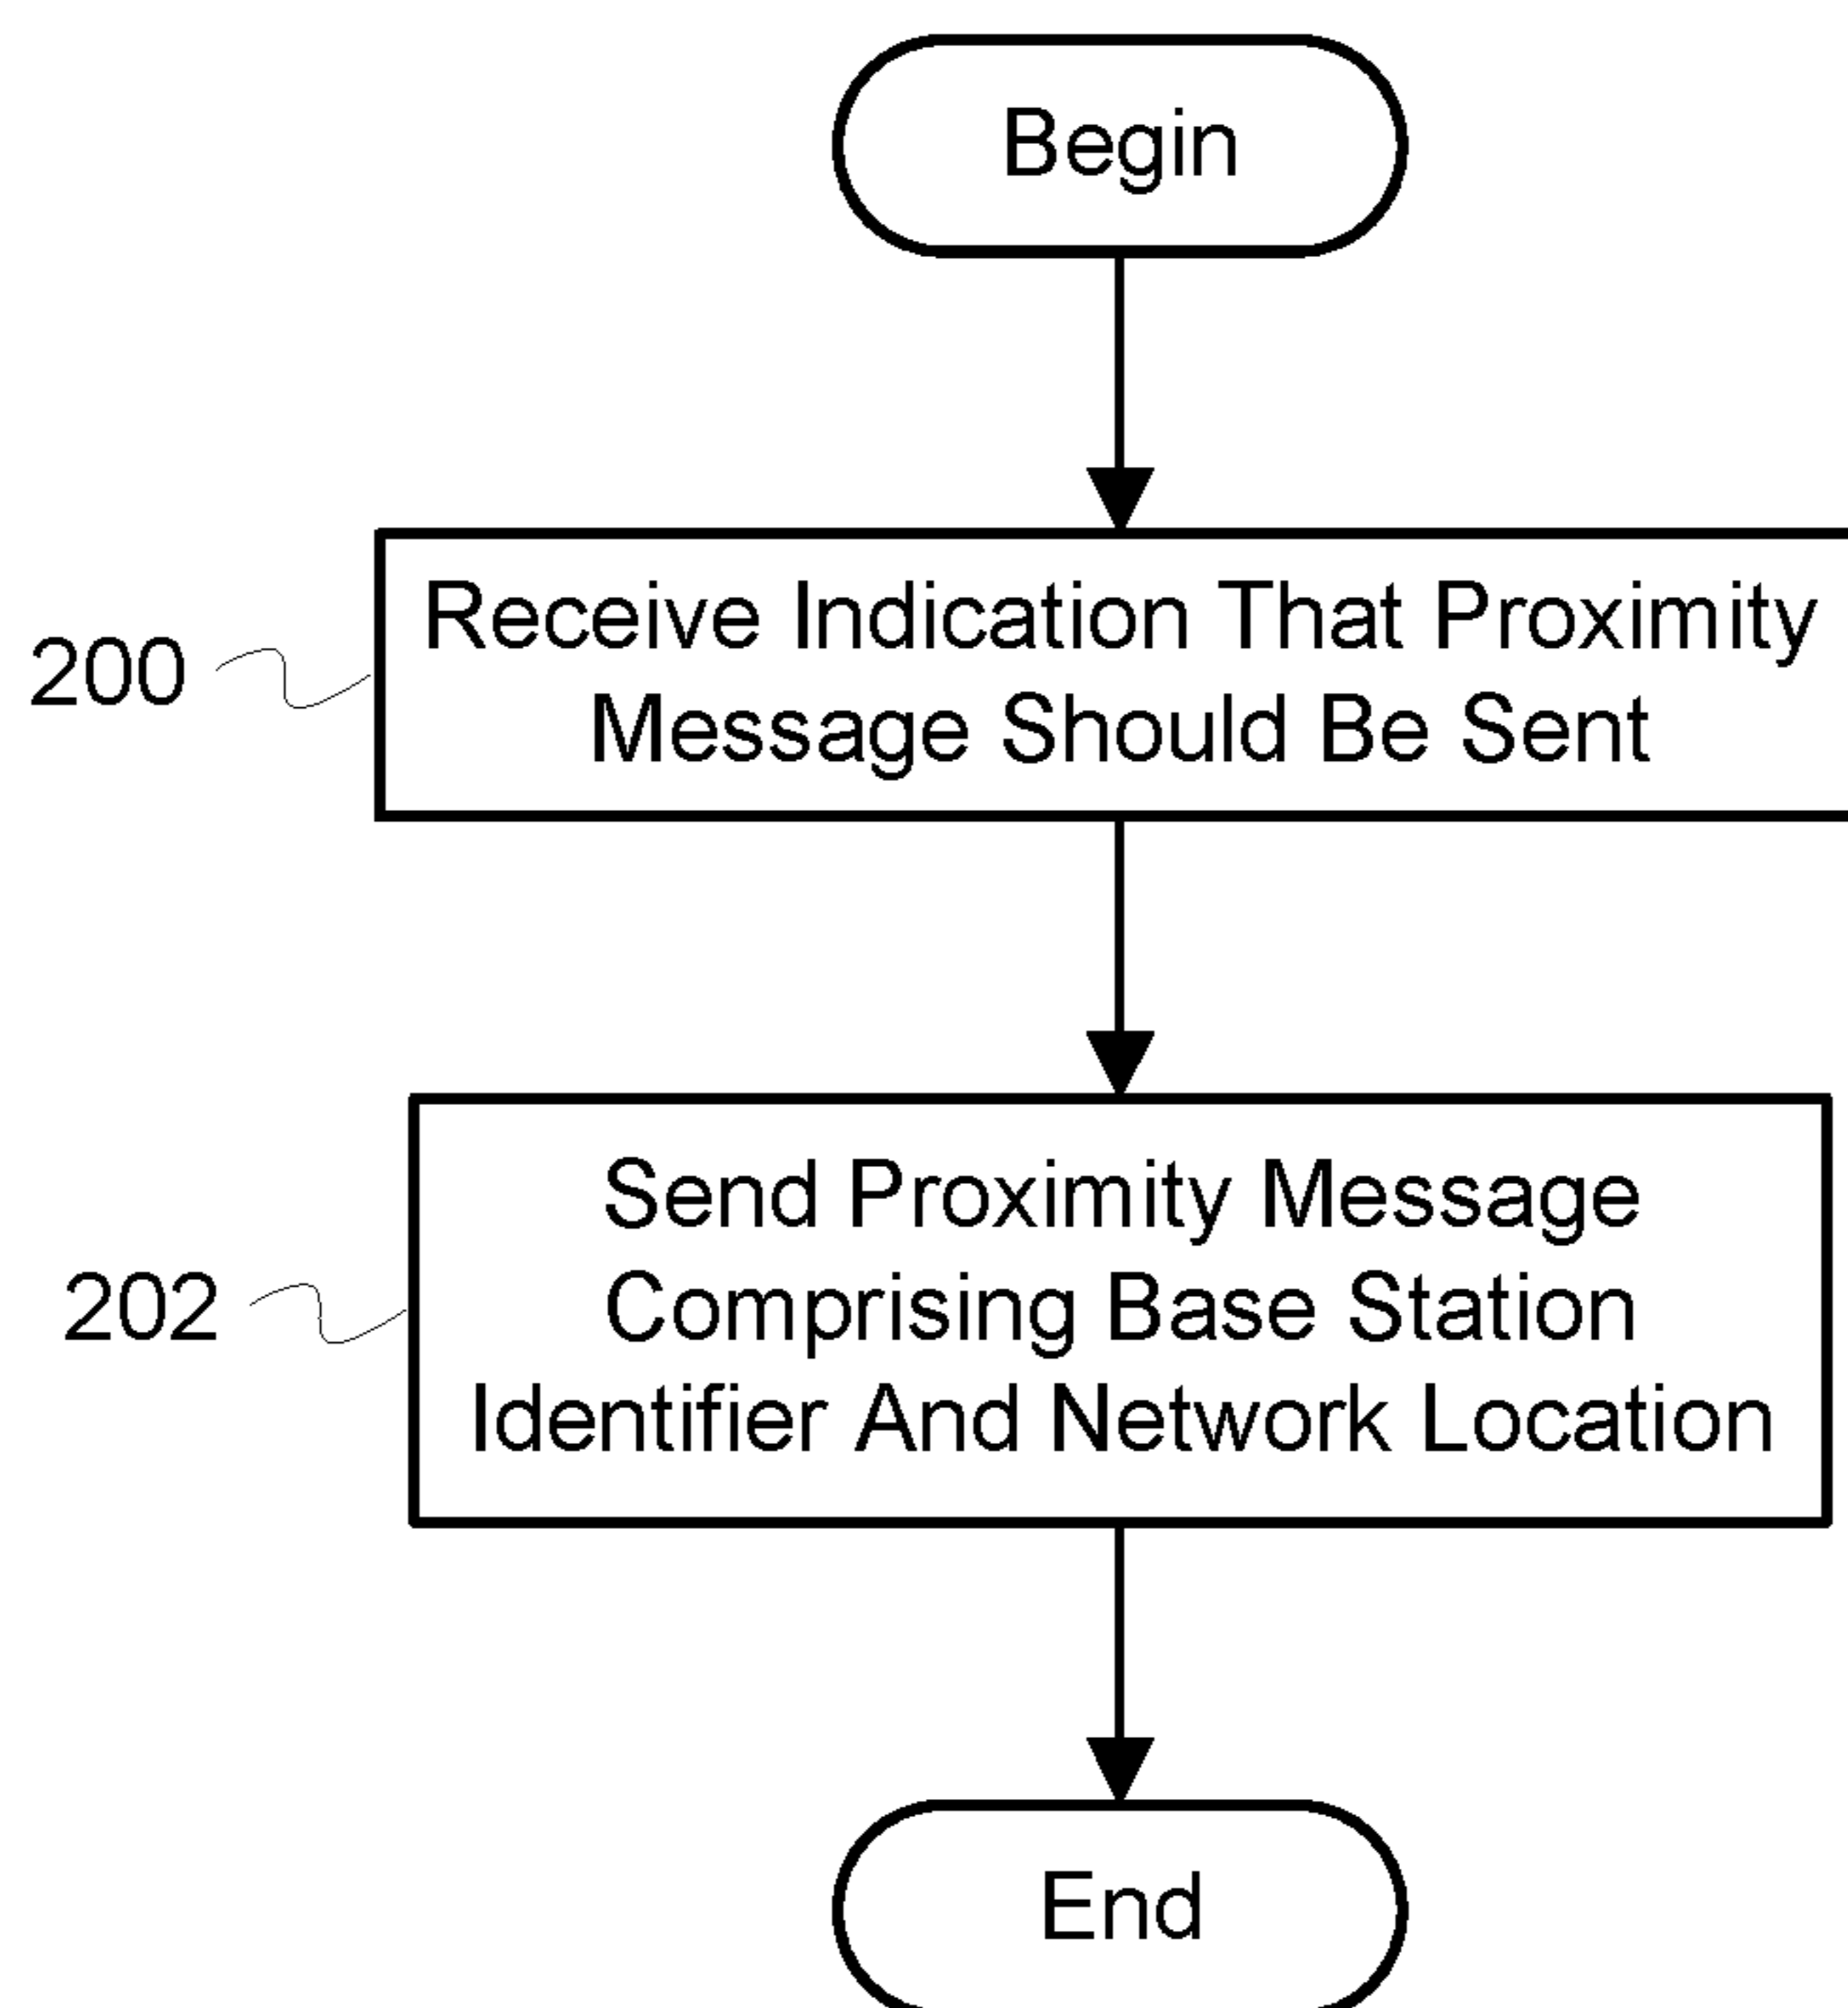 Begin
200
Receive Indication That Proximity
Message Should Be Sent
202
Send Proximity Message
Comprising Base Station
Identifier And Network Location
End